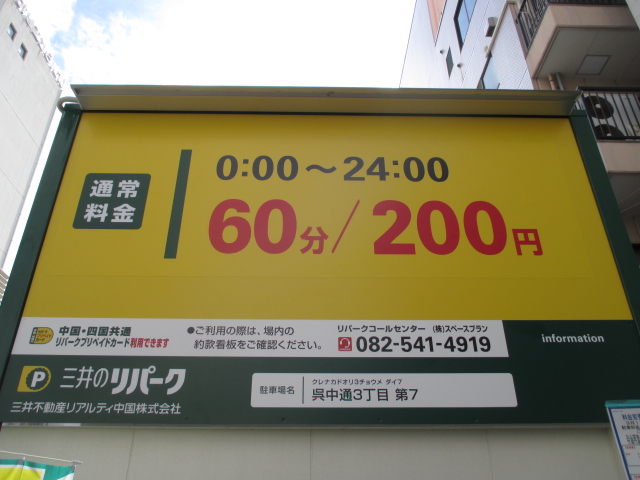 通常
料金
0:00～24:00
60分/200円
中国・四国共通
リパークプリペイドカード利用できます
●ご利用の際は、場内の
約款看板をご確認ください。
リパークコールセンター (株)スペースプラン
082-541-4919
information
P 三井のリパーク
三井不動産リアルティ中国株式会社
駐車場名
クレナカドオリ3チョウメ ダイ7
呉中通3丁目 第7